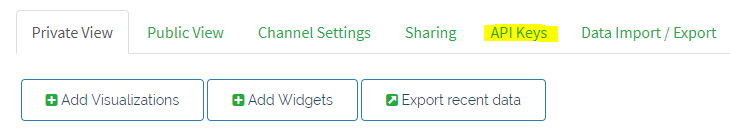 Private View Public View Channel Settings Sharing API Keys Data Import / Export
Add Visualizations Add Widgets Export recent data